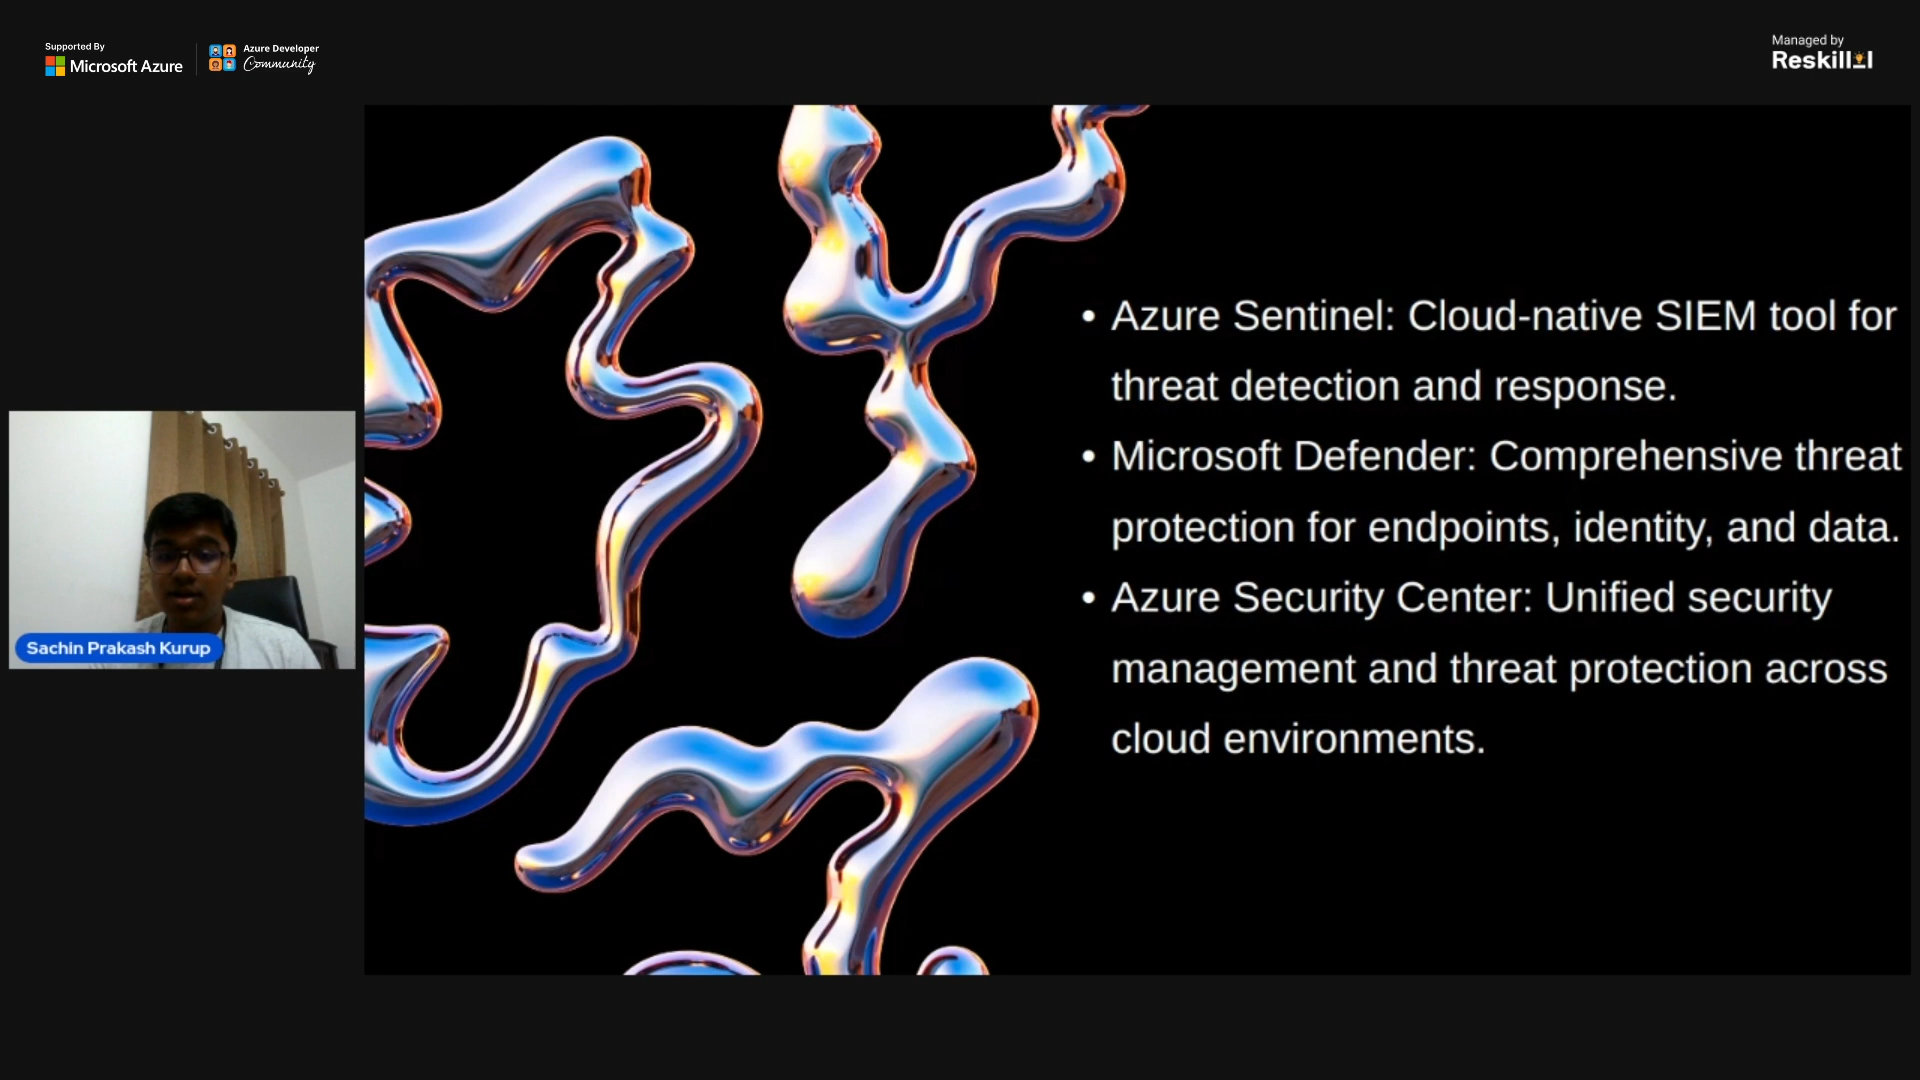 Supported By
Microsoft Azure
Azure Developer
Community
Managed by
Reskilll
• Azure Sentinel: Cloud-native SIEM tool for
threat detection and response.
• Microsoft Defender: Comprehensive threat
protection for endpoints, identity, and data.
• Azure Security Center: Unified security
management and threat protection across
cloud environments.
Sachin Prakash Kurup